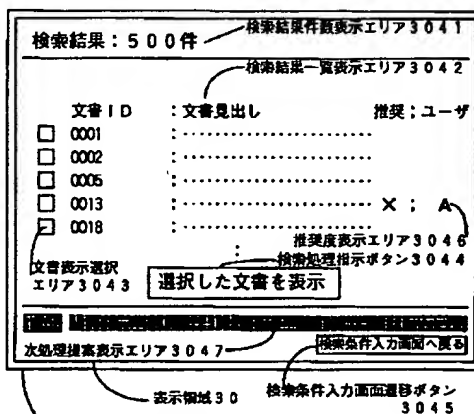 検索結果:500件
検索結果件数表示エリア3041
検索結果一覧表示エリア3042
文書ID :文書見出し 推奨;ユーザ
0001 :
0002 :
0005 :
0013 : × ; A
0018 :
推奨度表示エリア3046
検索処理指示ボタン3044
文書表示選択
エリア3043
選択した文書を表示
次処理提案表示エリア3047
検索条件入力画面へ戻る
表示領域30
検索条件入力画面遷移ボタン
3045